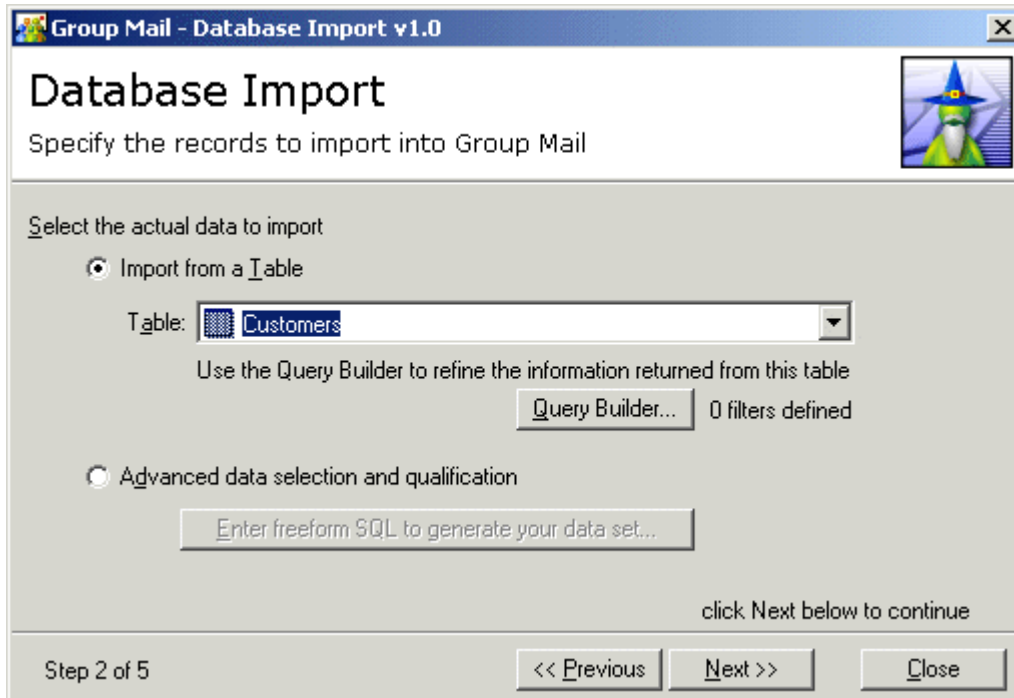 Group Mail - Database Import v1.0
Database Import
Specify the records to import into Group Mail
Select the actual data to import
Import from a Table
Table: Customers
Use the Query Builder to refine the information returned from this table
Query Builder... 0 filters defined
Advanced data selection and qualification
Enter freeform SQL to generate your data set...
click Next below to continue
Step 2 of 5 << Previous Next >> Close